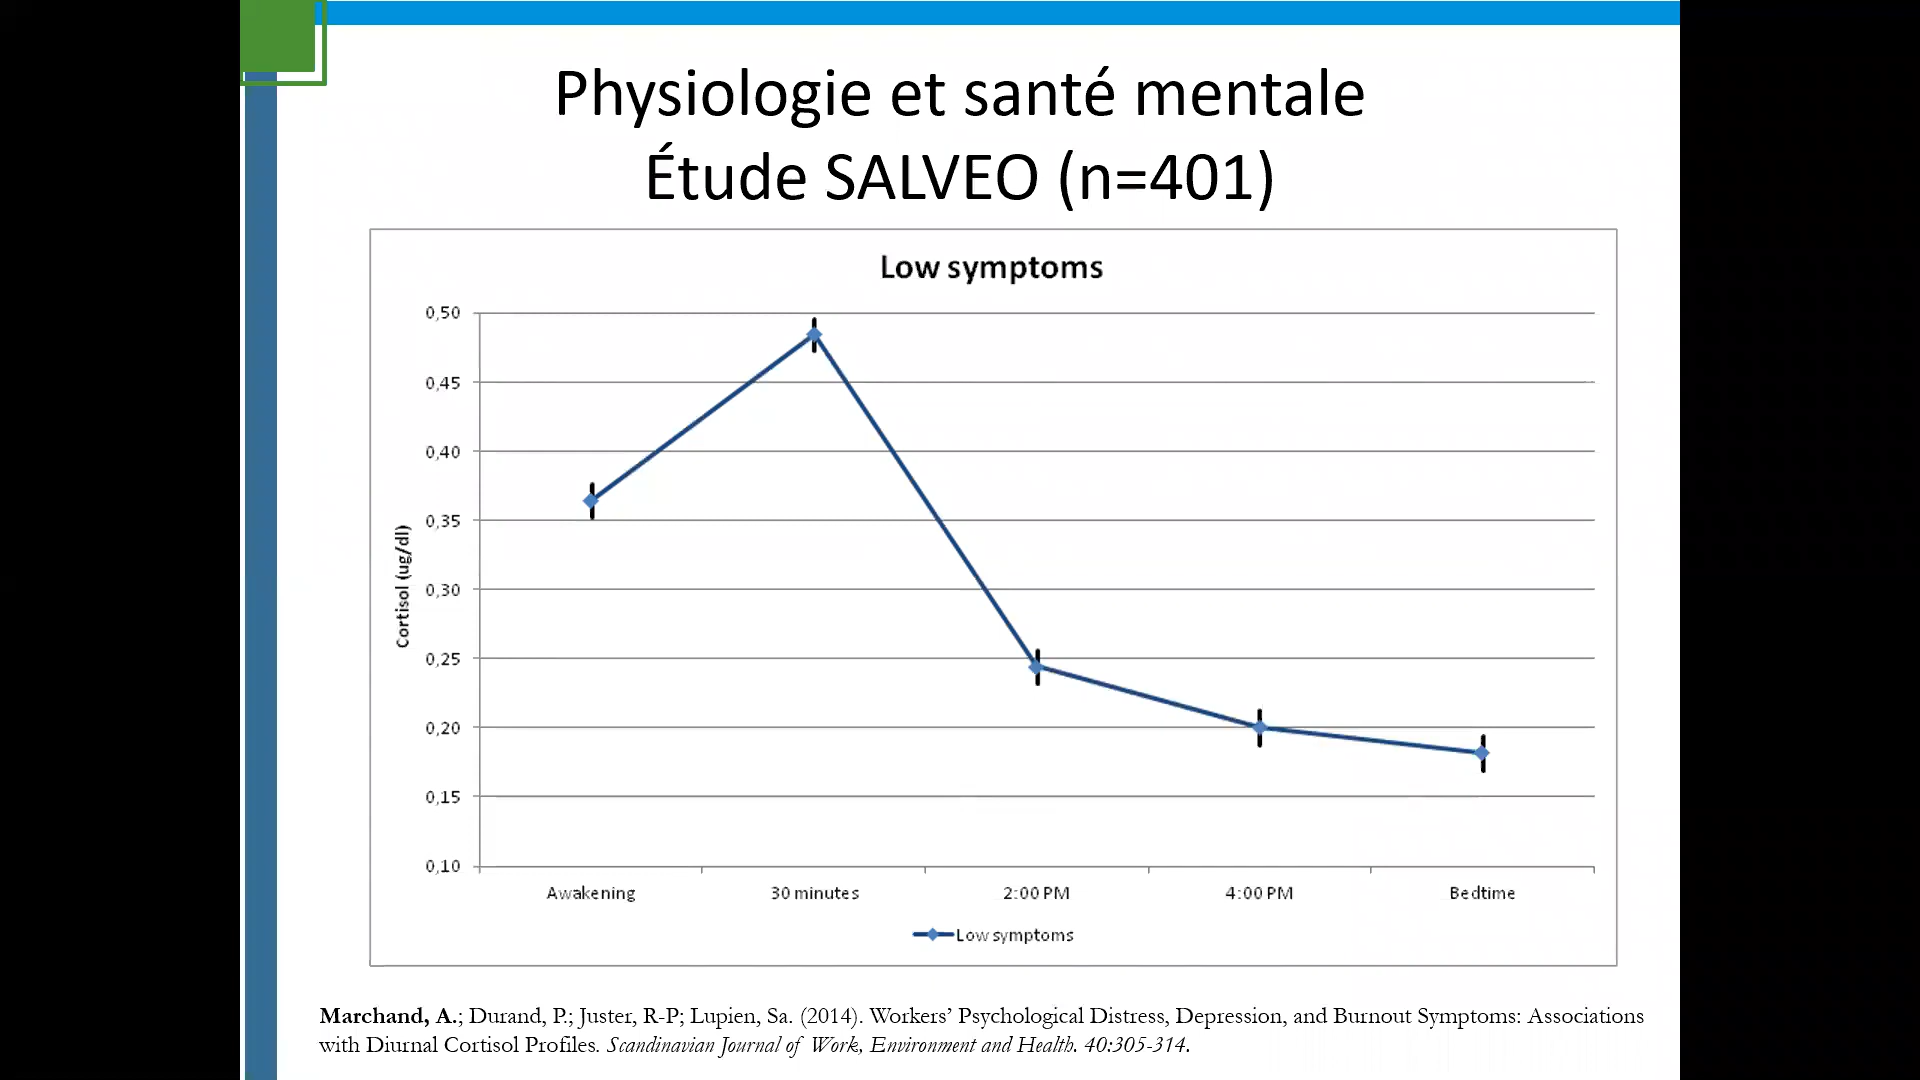 Physiologie et santé mentale
Étude SALVEO (n=401)
Low symptoms
0,50
0,45
0,40
0,35
0,30
0,25
0,20
0,15
0,10
Cortisol (ug/dl)
Awakening
30 minutes
2:00 PM
4:00 PM
Bedtime
Low symptoms
Marchand, A.; Durand, P.; Juster, R-P; Lupien, Sa. (2014). Workers’ Psychological Distress, Depression, and Burnout Symptoms: Associations
with Diurnal Cortisol Profiles. Scandinavian Journal of Work, Environment and Health. 40:305-314.